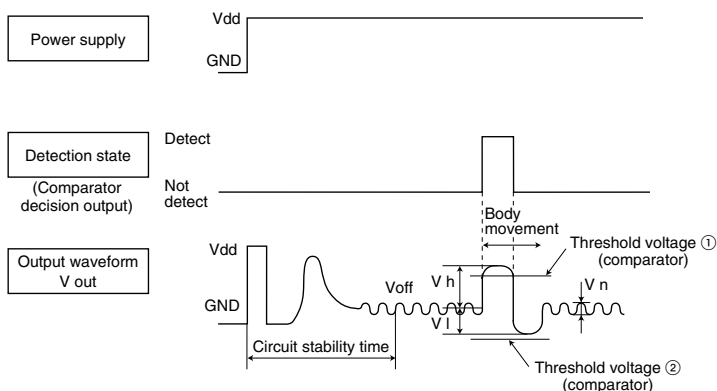 Power supply
Vdd
GND
Detection state
(Comparator
decision output)
Detect
Not
detect
Body
movement
Output waveform
V out
Vdd
GND
Voff
V h
V l
V n
Threshold voltage ①
(comparator)
Circuit stability time
Threshold voltage ②
(comparator)